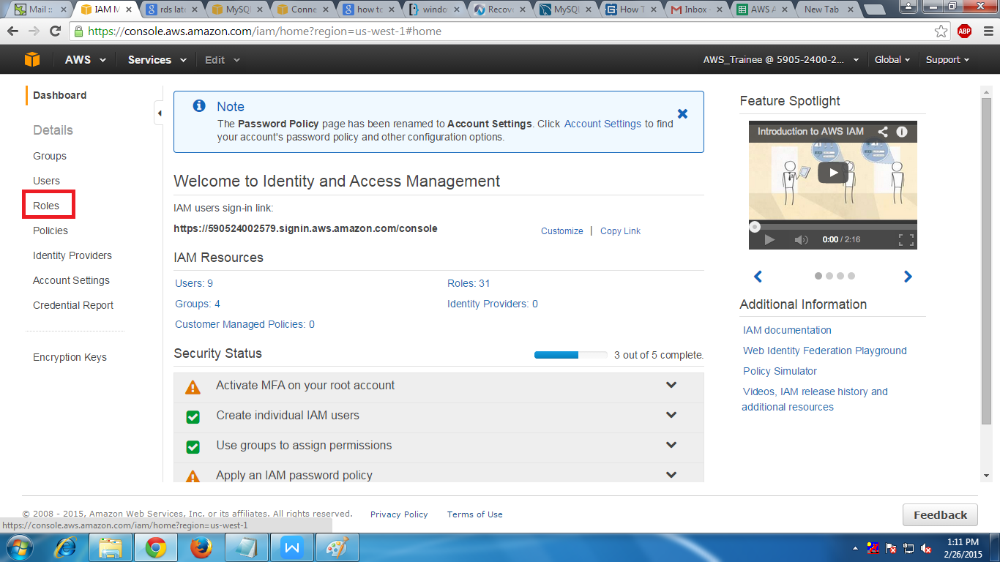 Mail ::
IAM M
rds late
MySQL
Conne
how to
windo
Recove
MySQL
How T
Inbox
AWS A
New Tab
https://console.aws.amazon.com/iam/home?region=us-west-1#home
ABP
AWS Services Edit AWS_Trainee @ 5905-2400-2... Global Support
Dashboard
Details
Groups
Users
Roles
Policies
Identity Providers
Account Settings
Credential Report
Encryption Keys
Note
The Password Policy page has been renamed to Account Settings. Click Account Settings to find
your account's password policy and other configuration options.
Welcome to Identity and Access Management
IAM users sign-in link:
https://590524002579.signin.aws.amazon.com/console Customize | Copy Link
IAM Resources
Users: 9 Roles: 31
Groups: 4 Identity Providers: 0
Customer Managed Policies: 0
Security Status 3 out of 5 complete.
Activate MFA on your root account
Create individual IAM users
Use groups to assign permissions
Apply an IAM password policy
Feature Spotlight
Introduction to AWS IAM
0:00 / 2:16
Additional Information
IAM documentation
Web Identity Federation Playground
Policy Simulator
Videos, IAM release history and
additional resources
© 2008 - 2015, Amazon Web Services, Inc. or its affiliates. All rights reserved. Privacy Policy Terms of Use Feedback
https://console.aws.amazon.com/iam/home?region=us-west-1
1:11 PM
2/26/2015